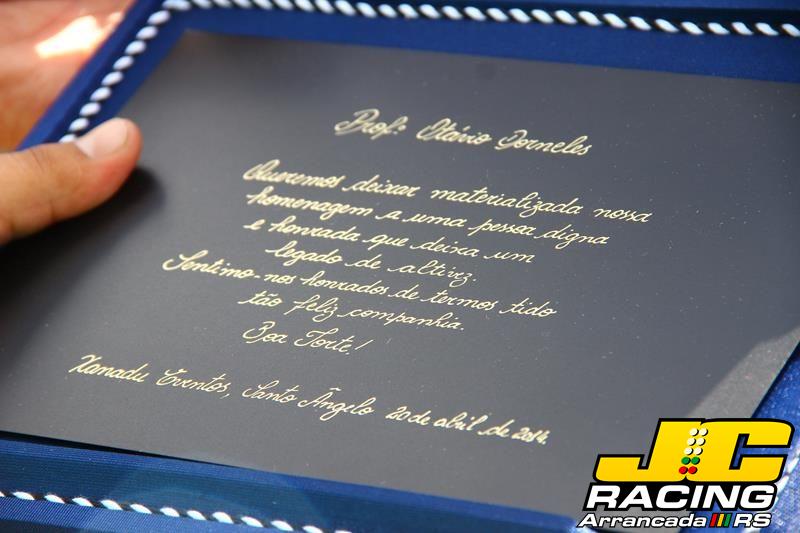 Prof: Otávio Dorneles
Queremos deixar materializada nossa
homenagem a uma pessoa digna
e honrada que deixa um
legado de altivez.
Sentimo-nos honrados de termos tido
tão feliz companhia.
Boa Sorte!
Xanadu Eventos, Santo Ângelo 20 de abril de 2014.
JC
RACING
Arrancada RS